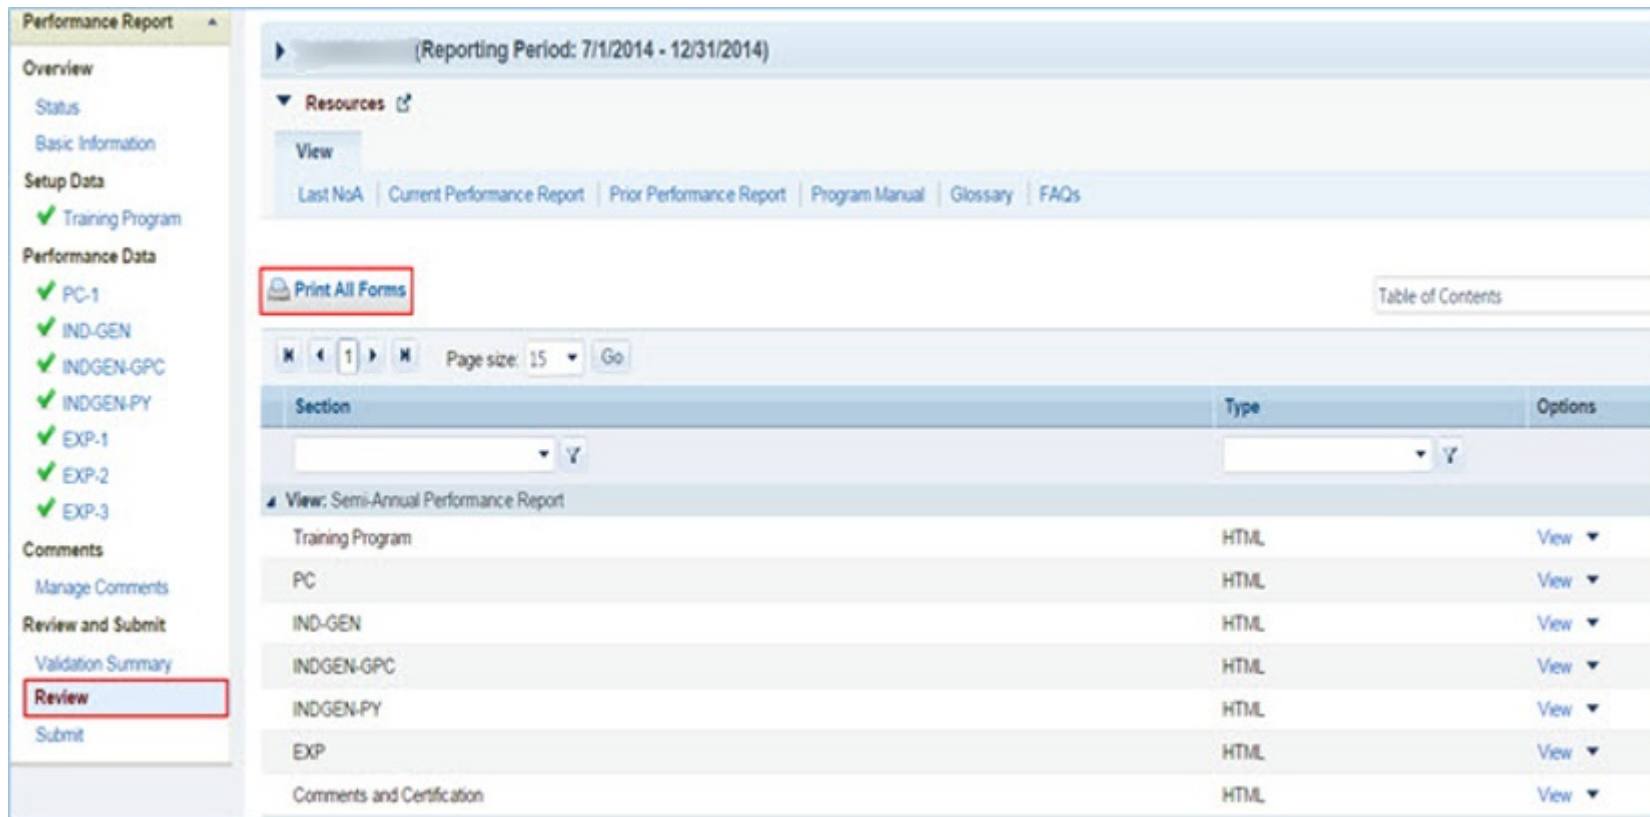 Performance Report
Overview
Status
Basic Information
Setup Data
Training Program
Performance Data
PC-1
IND-GEN
INDGEN-GPC
INDGEN-PY
EXP-1
EXP-2
EXP-3
Comments
Manage Comments
Review and Submit
Validation Summary
Review
Submit
(Reporting Period: 7/1/2014 - 12/31/2014)
Resources
View
Last NoA | Current Performance Report | Prior Performance Report | Program Manual | Glossary | FAQs
Print All Forms
Table of Contents
1 Page size: 15 Go
Section Type Options
View: Semi-Annual Performance Report
Training Program HTML View
PC HTML View
IND-GEN HTML View
INDGEN-GPC HTML View
INDGEN-PY HTML View
EXP HTML View
Comments and Certification HTML View